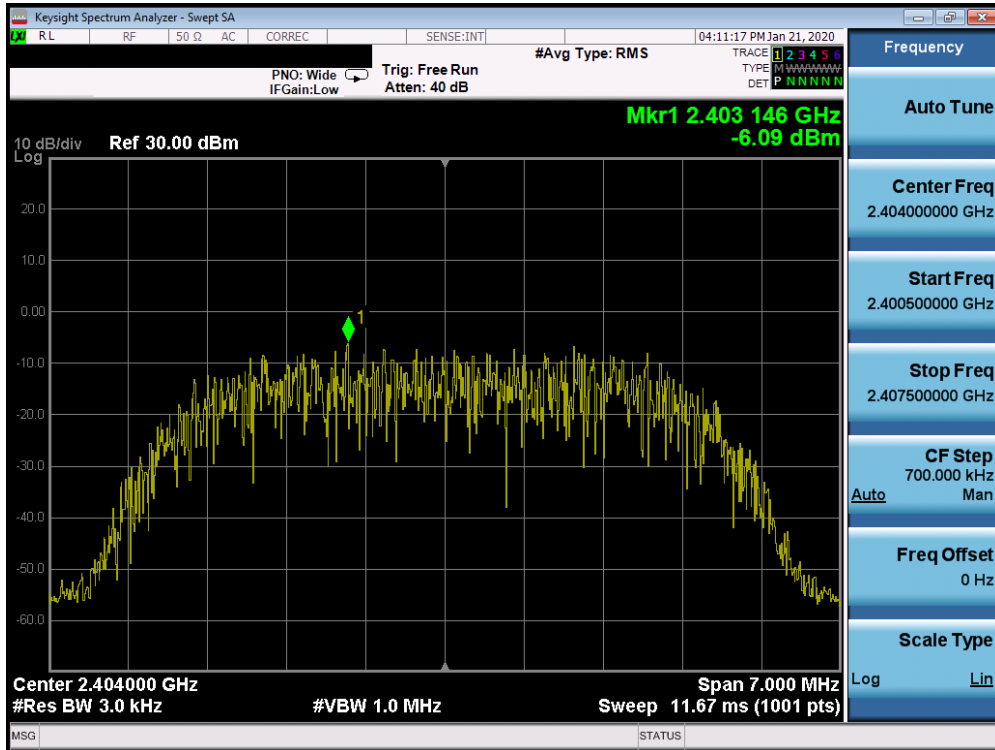 Keysight Spectrum Analyzer - Swept SA
LXI RL RF 50 Ω AC CORREC SENSE:INT 04:11:17 PM Jan 21, 2020
#Avg Type: RMS
TRACE 1 2 3 4 5 6
PNO: Wide Trig: Free Run
TYPE M W W W W W
IFGain:Low Atten: 40 dB
DET P N N N N N
Mkr1 2.403 146 GHz
-6.09 dBm
10 dB/div Ref 30.00 dBm
Log
20.0
10.0
0.00
1
-10.0
-20.0
-30.0
-40.0
-50.0
-60.0
Center 2.404000 GHz Span 7.000 MHz
#Res BW 3.0 kHz #VBW 1.0 MHz Sweep 11.67 ms (1001 pts)
MSG STATUS
Frequency
Auto Tune
Center Freq
2.404000000 GHz
Start Freq
2.400500000 GHz
Stop Freq
2.407500000 GHz
CF Step
700.000 kHz
Auto Man
Freq Offset
0 Hz
Scale Type
Log Lin